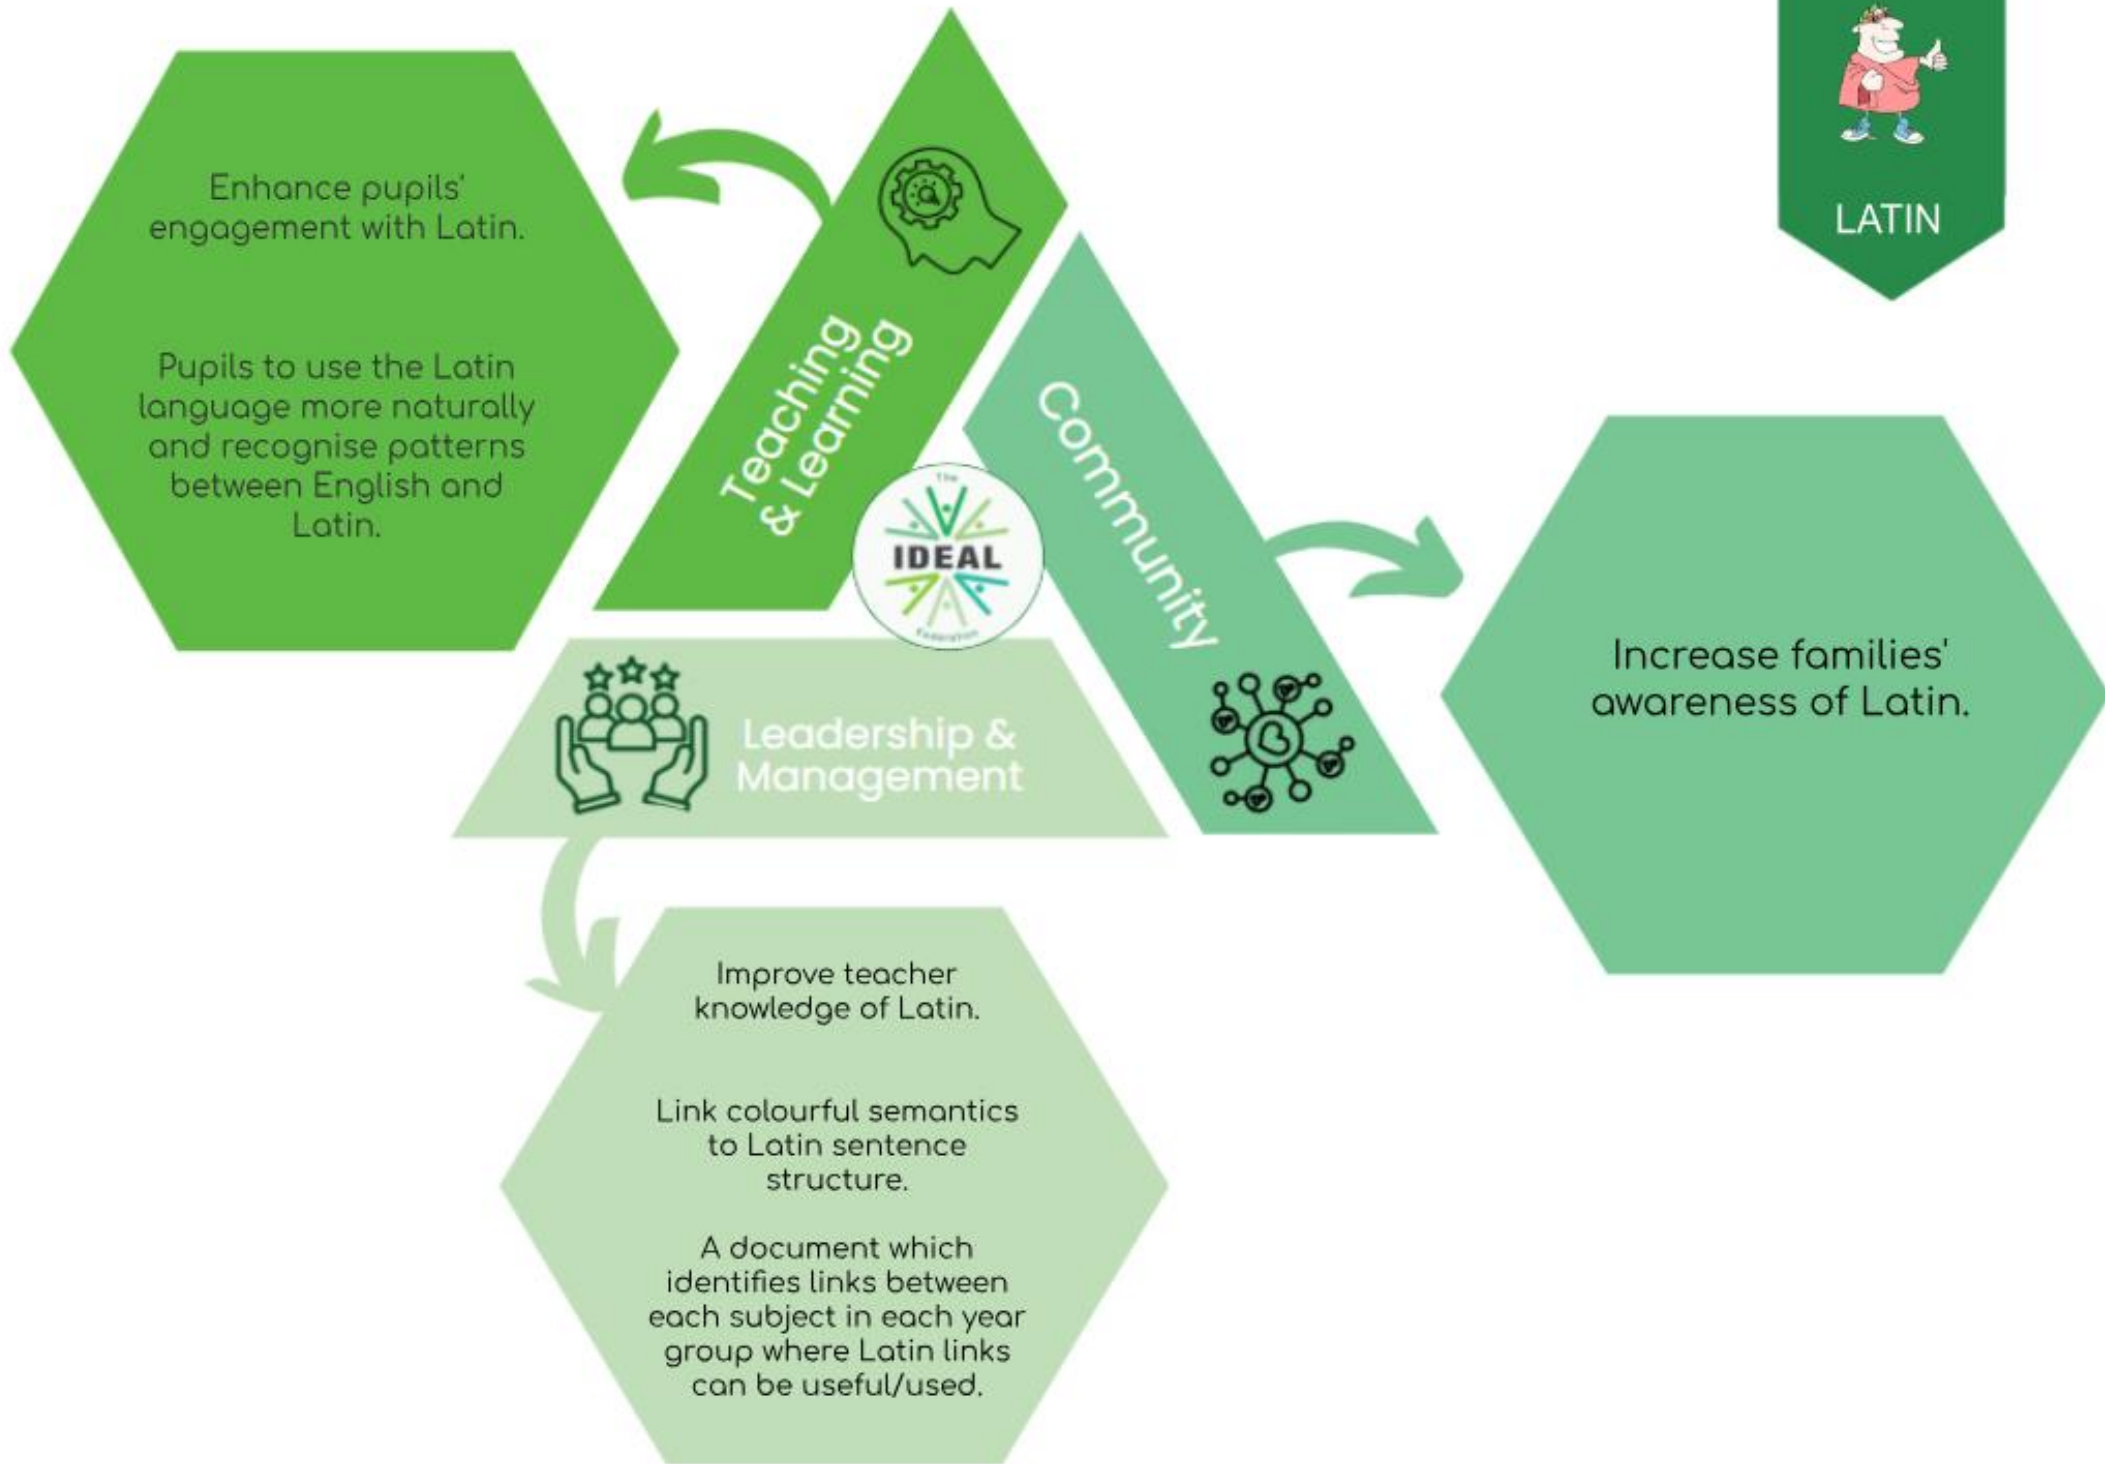 LATIN
Enhance pupils'
engagement with Latin.
Pupils to use the Latin
language more naturally
and recognise patterns
between English and
Latin.
Teaching
& Learning
Community
The
IDEAL
Federation
Leadership &
Management
Increase families'
awareness of Latin.
Improve teacher
knowledge of Latin.
Link colourful semantics
to Latin sentence
structure.
A document which
identifies links between
each subject in each year
group where Latin links
can be useful/used.